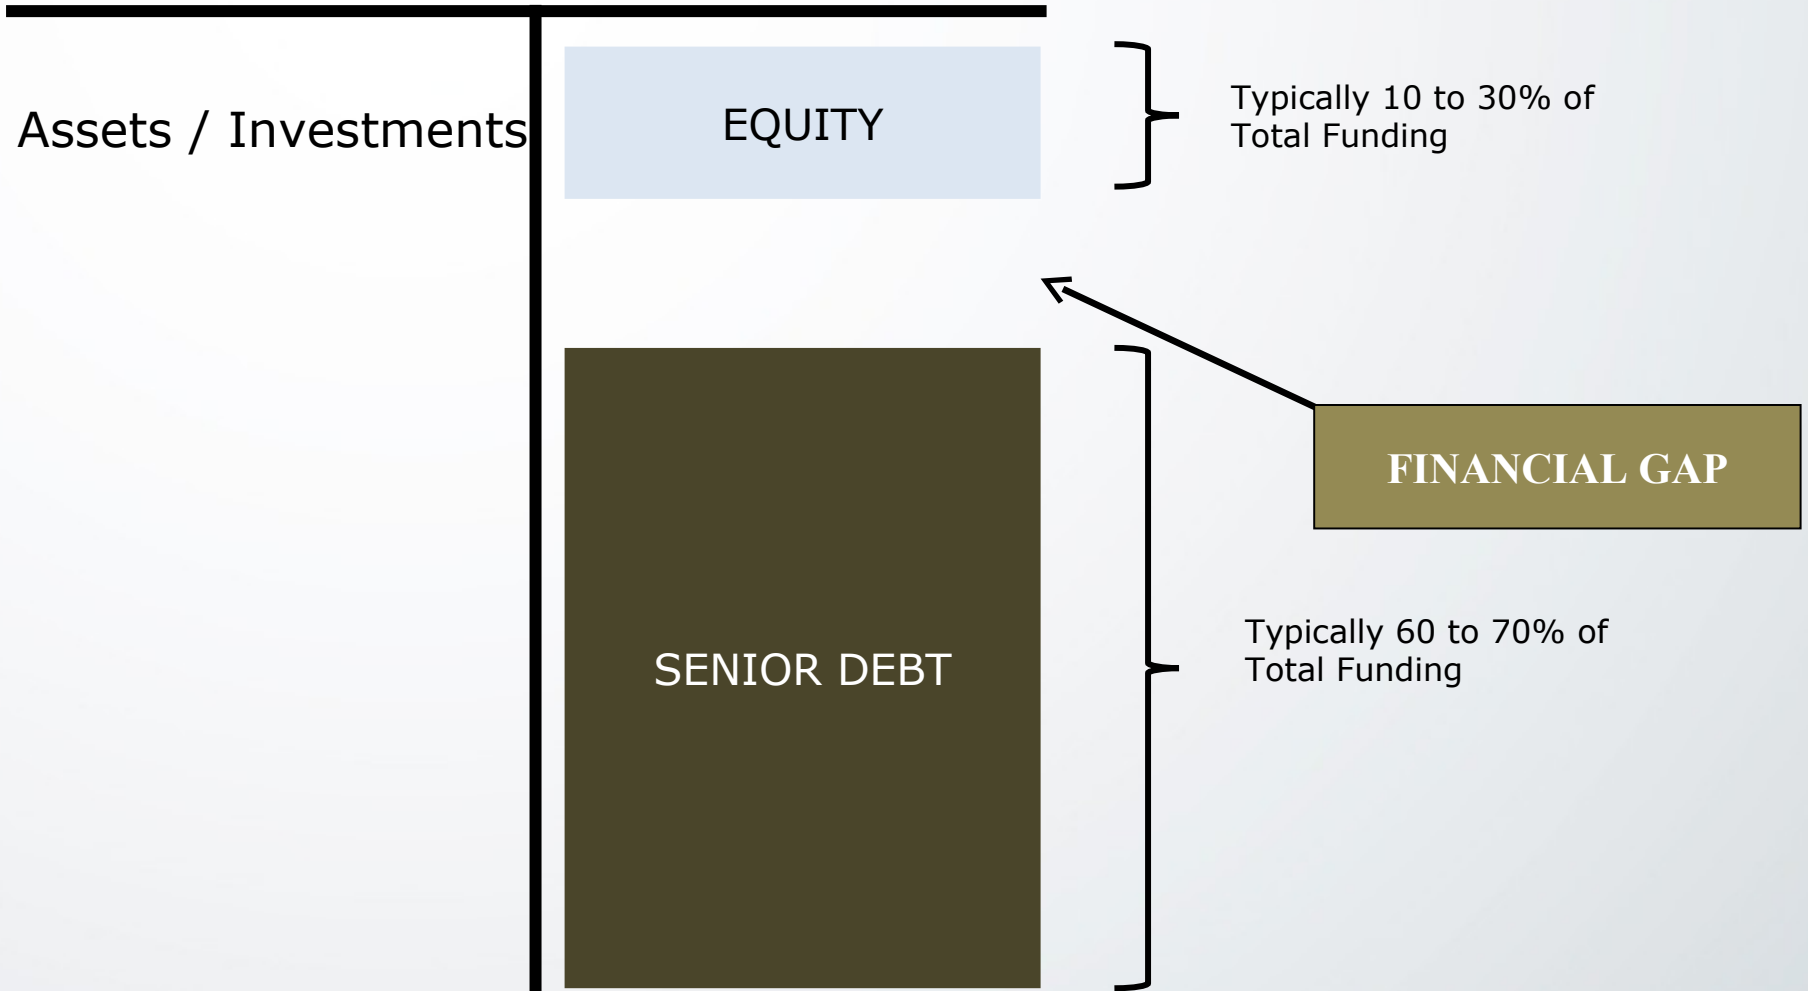 Assets / Investments
EQUITY
Typically 10 to 30% of
Total Funding
FINANCIAL GAP
SENIOR DEBT
Typically 60 to 70% of
Total Funding